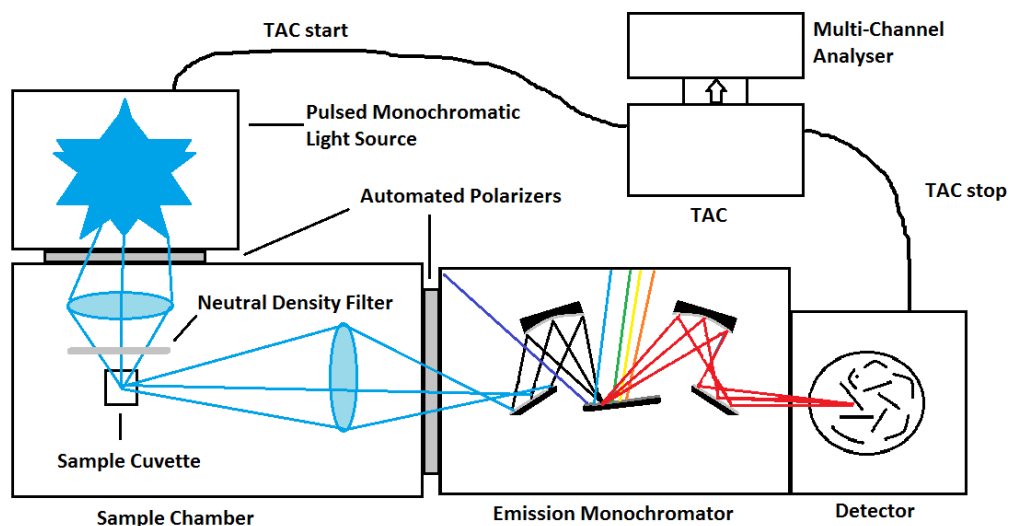 TAC start
Multi-Channel
Analyser
Pulsed Monochromatic
Light Source
Automated Polarizers
TAC
TAC stop
Neutral Density Filter
Sample Cuvette
Sample Chamber
Emission Monochromator
Detector